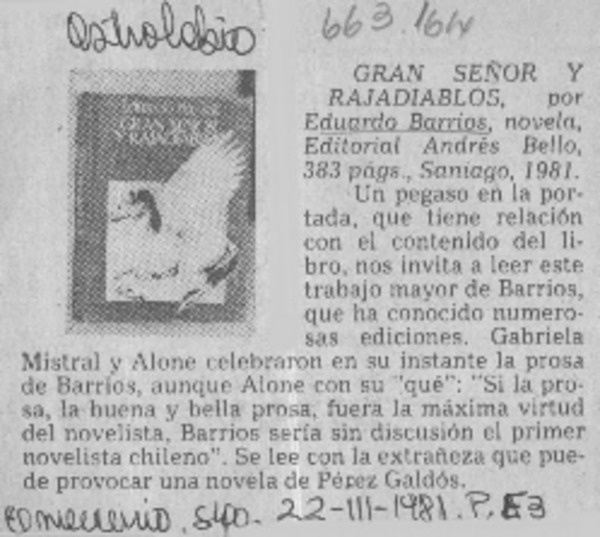 astrolabio
663.164
GRAN SEÑOR Y
RAJADIABLOS, por
Eduardo Barrios, novela,
Editorial Andrés Bello,
383 págs., Saniago, 1981.
Un pegaso en la por-
tada, que tiene relación
con el contenido del li-
bro, nos invita a leer este
trabajo mayor de Barrios,
que ha conocido numero-
sas ediciones. Gabriela
Mistral y Alone celebraron en su instante la prosa
de Barrios, aunque Alone con su "qué": "Si la pro-
sa, la buena y bella prosa, fuera la máxima virtud
del novelista, Barrios sería sin discusión el primer
novelista chileno". Se lee con la extrañeza que pue-
de provocar una novela de Pérez Galdós.
Stgo. 22-III-1981. P. E3